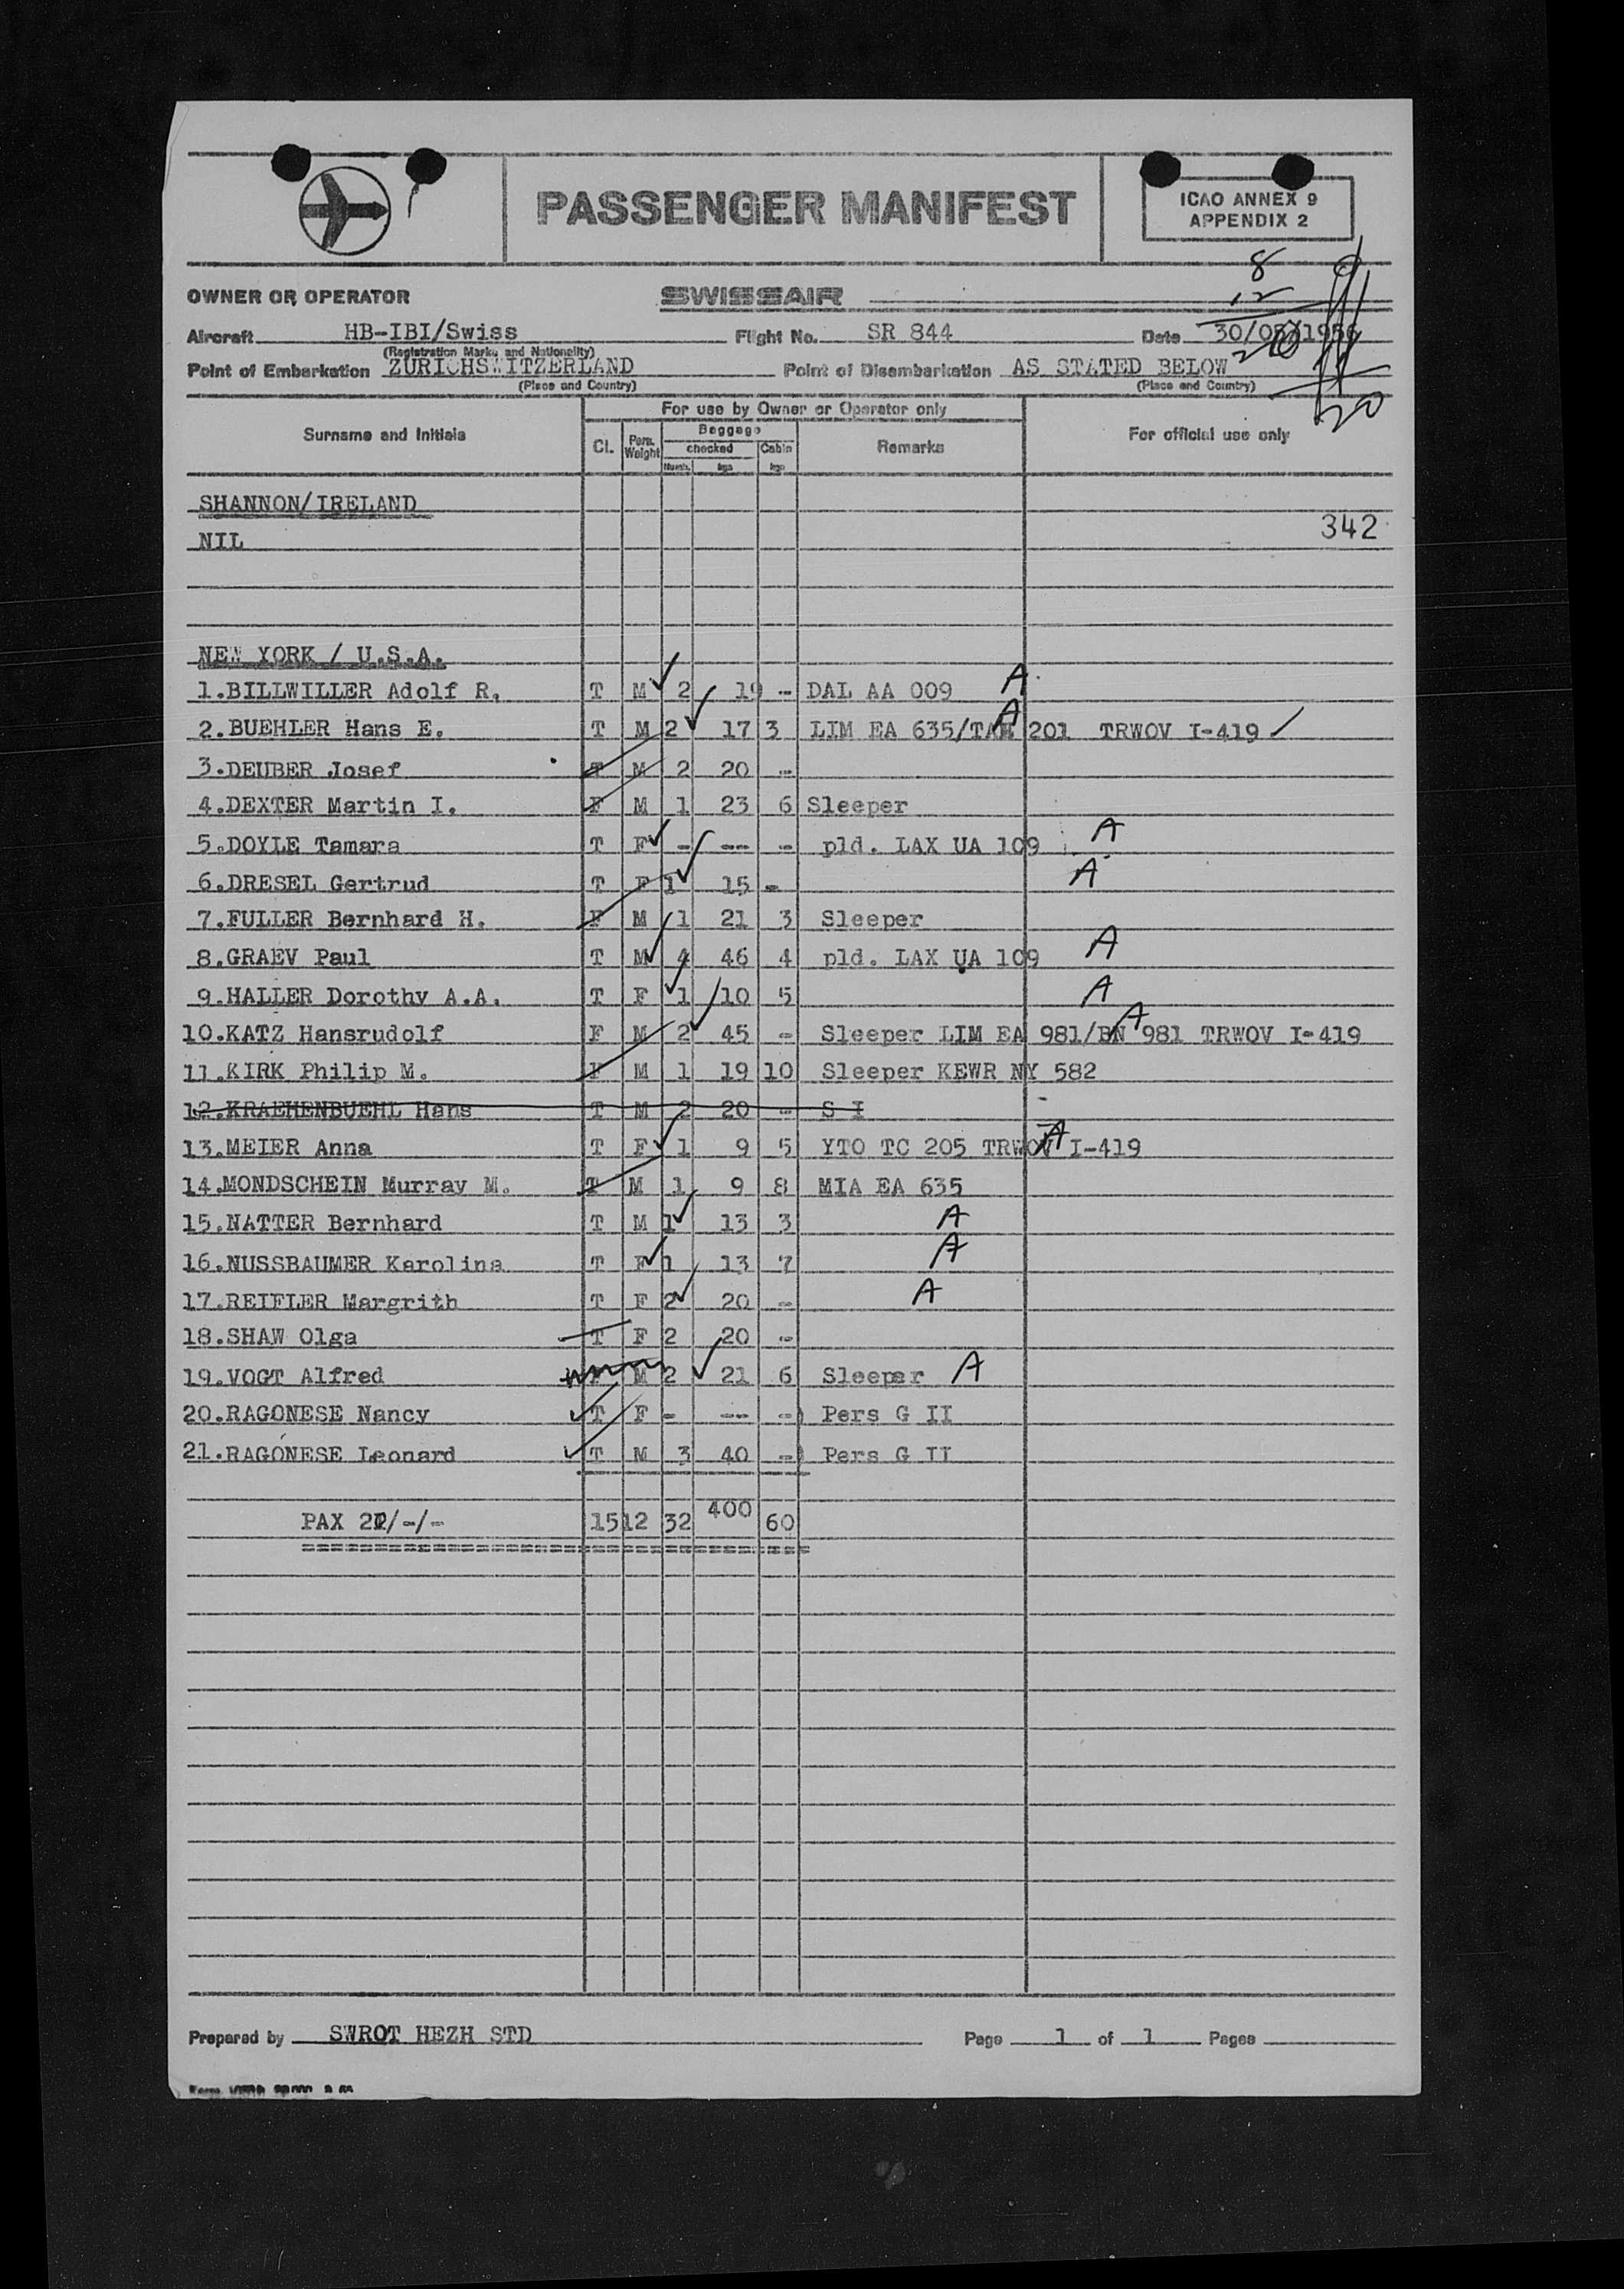 PASSENGER MANIFEST
ICAO ANNEX 9
APPENDIX 2
8
12
20
OWNER OR OPERATOR SWISSAIR
Aircraft HB-IBI/Swiss Flight No. SR 844 Date 30/05/1956
(Registration Marks and Nationality)
Point of Embarkation ZURICHSWITZERLAND Point of Disembarkation AS STATED BELOW
(Place and Country) (Place and Country)
20
For use by Owner or Operator only
Surname and Initials Cl. Pers. Weight Baggage checked Numb. kgs Cabin kgs Remarks For official use only
SHANNON/IRELAND
342
NIL
NEW YORK / U.S.A.
1.BILLWILLER Adolf R. T M 2 19 - DAL AA 009 A
2.BUEHLER Hans E. T M 2 17 3 LIM EA 635/TAM 201 TRWOV I-419 A
3.DEUBER Josef T M 2 20 -
4.DEXTER Martin I. F M 1 23 6 Sleeper
5.DOYLE Tamara T F - -- - pld. LAX UA 109 A
6.DRESEL Gertrud T F 1 15 - A
7.FULLER Bernhard H. F M 1 21 3 Sleeper
8.GRAEV Paul T M 4 46 4 pld. LAX UA 109 A
9.HALLER Dorothy A.A. T F 1 10 5 A
10.KATZ Hansrudolf F M 2 45 - Sleeper LIM EA 981/BN 981 TRWOV I-419 A
11.KIRK Philip M. F M 1 19 10 Sleeper KEWR NY 582
12.KRAEHENBUEHL Hans T M 2 20 - S I
13.MEIER Anna T F 1 9 5 YTO TC 205 TRWOV I-419 A
14.MONDSCHEIN Murray M. T M 1 9 8 MIA EA 635
15.NATTER Bernhard T M 1 13 3 A
16.NUSSBAUMER Karolina T F 1 13 7 A
17.REIFLER Margrith T F 2 20 - A
18.SHAW Olga T F 2 20 -
19.VOGT Alfred M 2 21 6 Sleeper A
20.RAGONESE Nancy T F - -- -) Pers G II
21.RAGONESE Leonard T M 3 40 -) Pers G II
PAX 21/-/- 15 12 32 400 60
Prepared by SWROT HEZH STD Page 1 of 1 Pages